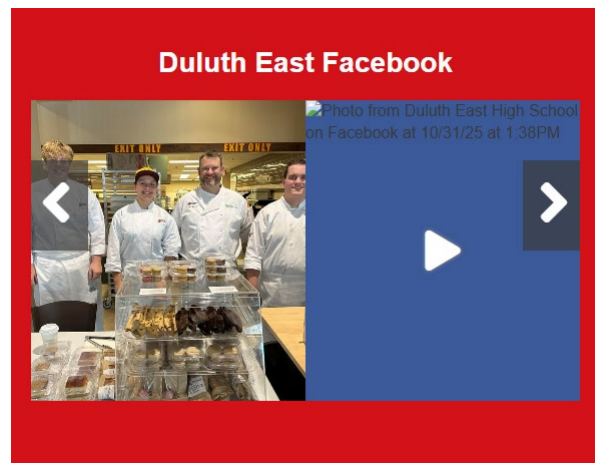 Duluth East Facebook
Photo from Duluth East High School
on Facebook at 10/31/25 at 1:38PM
EXIT ONLY
EXIT ONLY